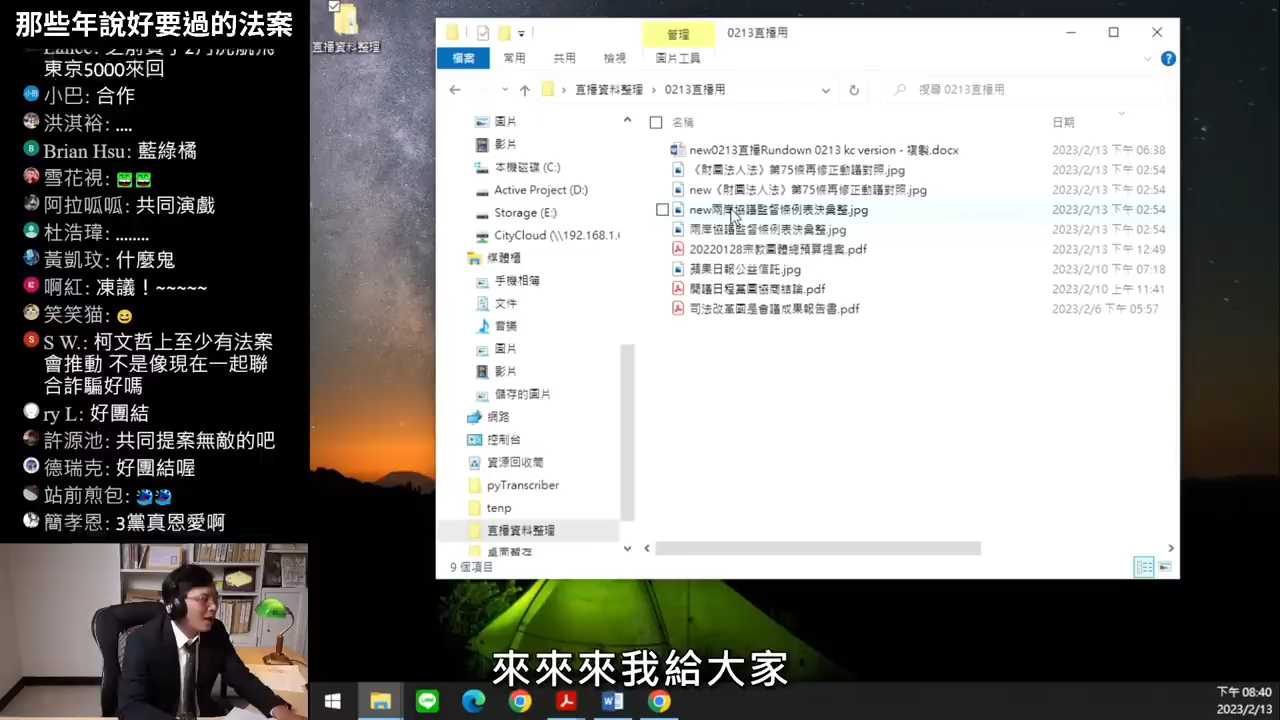 那些年說好要過的法案
東京5000來回
小巴: 合作
洪淇裕: ....
Brian Hsu: 藍綠橘
雪花視:
阿拉呱呱: 共同演戲
杜浩瑋: ........
黃凱玟: 什麼鬼
啊紅: 凍議！~~~~~
笑笑猫:
S W.: 柯文哲上至少有法案
會推動 不是像現在一起聯
合詐騙好嗎
ry L: 好團結
許源池: 共同提案無敵的吧
德瑞克: 好團結喔
站前煎包:
簡孝恩: 3黨真恩愛啊
直播資料整理
管理
0213直播用
檔案
常用
共用
檢視
圖片工具
直播資料整理 › 0213直播用
搜尋 0213直播用
圖片
影片
本機磁碟 (C:)
Active Project (D:)
Storage (E:)
CityCloud (\\192.168.1.
媒體櫃
手機相簿
文件
音樂
圖片
影片
儲存的圖片
網路
控制台
資源回收筒
pyTranscriber
tenp
直播資料整理
桌面暫存
名稱
日期
new0213直播Rundown 0213 kc version - 複製.docx 2023/2/13 下午 06:38
《財團法人法》第75條再修正動議對照.jpg 2023/2/13 下午 02:54
new《財團法人法》第75條再修正動議對照.jpg 2023/2/13 下午 02:54
new兩岸協議監督條例表決彙整.jpg 2023/2/13 下午 02:54
兩岸協議監督條例表決彙整.jpg 2023/2/13 下午 02:54
20220128宗教團體總預算提案.pdf 2023/2/13 下午 12:49
蘋果日報公益信託.jpg 2023/2/10 下午 07:18
開議日程黨團協商結論.pdf 2023/2/10 上午 11:41
司法改革國是會議成果報告書.pdf 2023/2/6 下午 05:57
9 個項目
來來來我給大家
下午 08:40
2023/2/13